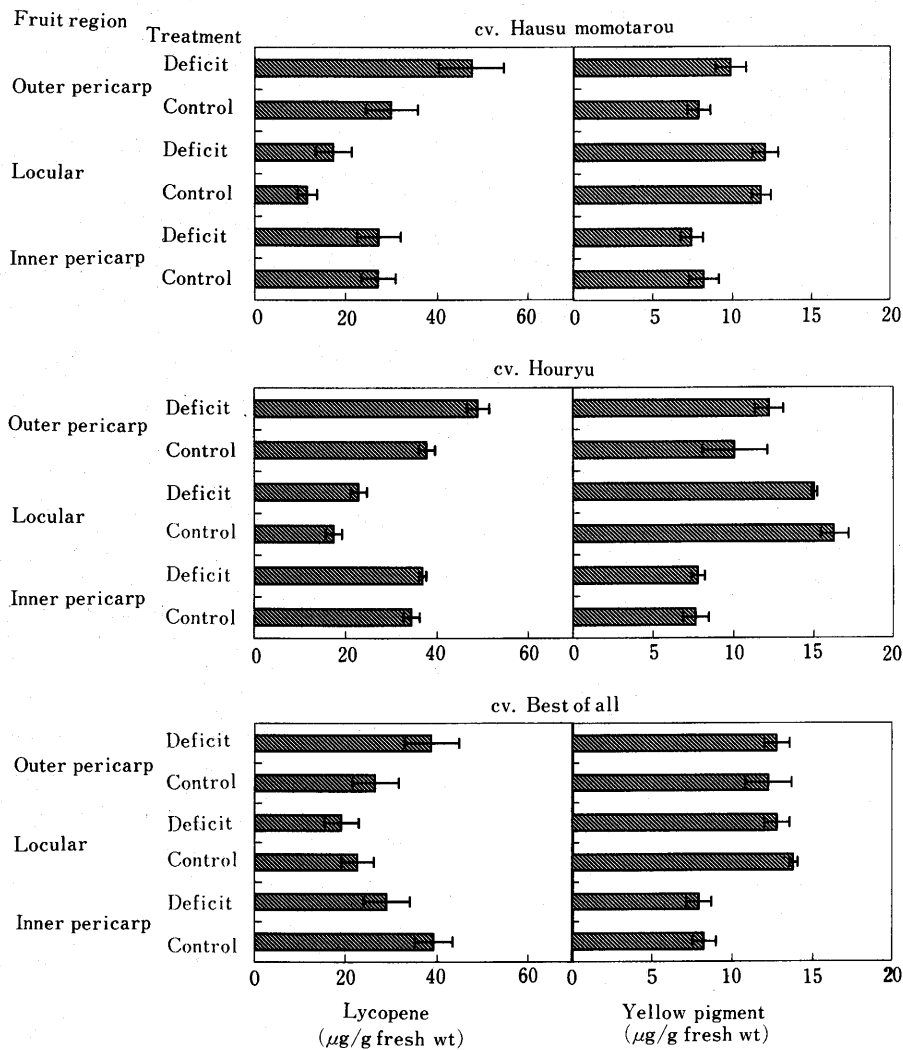 Fruit region
Treatment
cv. Hausu momotarou
Outer pericarp
Deficit
Control
Locular
Deficit
Control
Inner pericarp
Deficit
Control
0 20 40 60
0 5 10 15 20
cv. Houryu
Outer pericarp
Deficit
Control
Locular
Deficit
Control
Inner pericarp
Deficit
Control
0 20 40 60
0 5 10 15 20
cv. Best of all
Outer pericarp
Deficit
Control
Locular
Deficit
Control
Inner pericarp
Deficit
Control
0 20 40 60
0 5 10 15 20
Lycopene
(μg/g fresh wt)
Yellow pigment
(μg/g fresh wt)